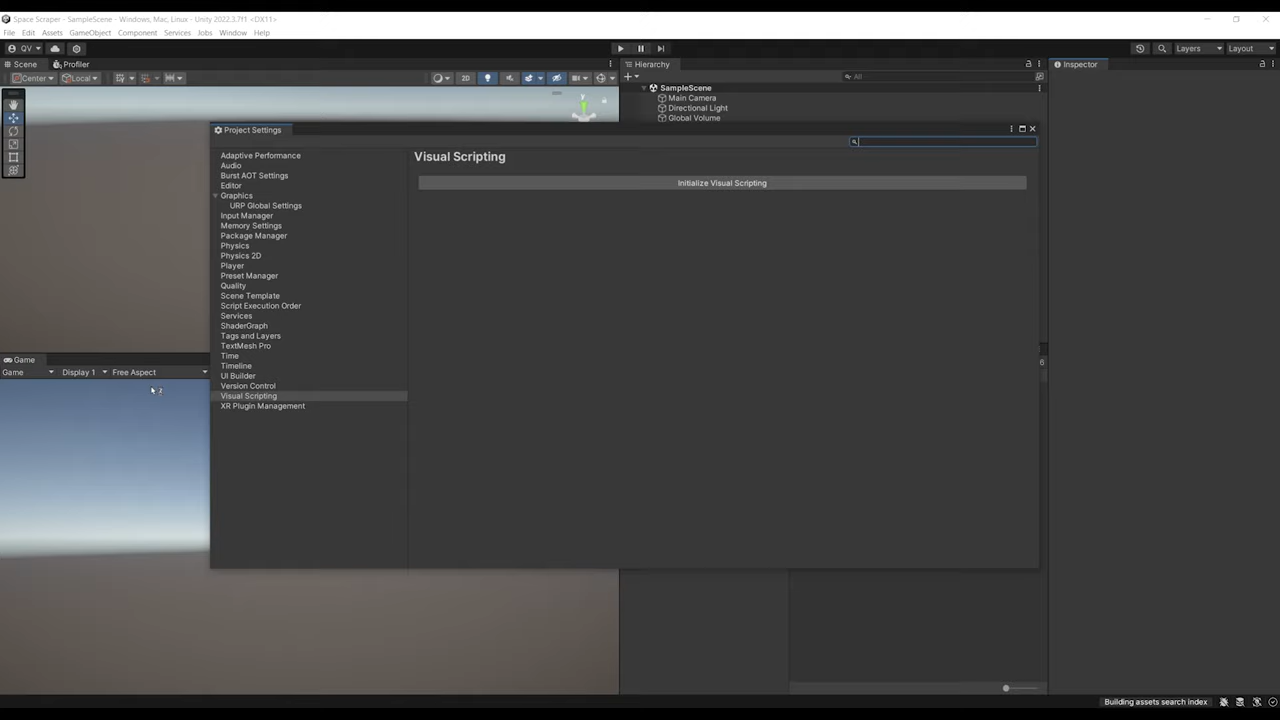 Space Scraper - SampleScene - Windows, Mac, Linux - Unity 2022.3.7f1 <DX11>
File Edit Assets GameObject Component Services Jobs Window Help
QV Layers Layout
Scene Profiler
Center Local 2D
Hierarchy
All
SampleScene
Main Camera
Directional Light
Global Volume
Inspector
Project Settings
Adaptive Performance
Audio
Burst AOT Settings
Editor
Graphics
URP Global Settings
Input Manager
Memory Settings
Package Manager
Physics
Physics 2D
Player
Preset Manager
Quality
Scene Template
Script Execution Order
Services
ShaderGraph
Tags and Layers
TextMesh Pro
Time
Timeline
UI Builder
Version Control
Visual Scripting
XR Plugin Management
Visual Scripting
Initialize Visual Scripting
Game
Game Display 1 Free Aspect
6
Building assets search index